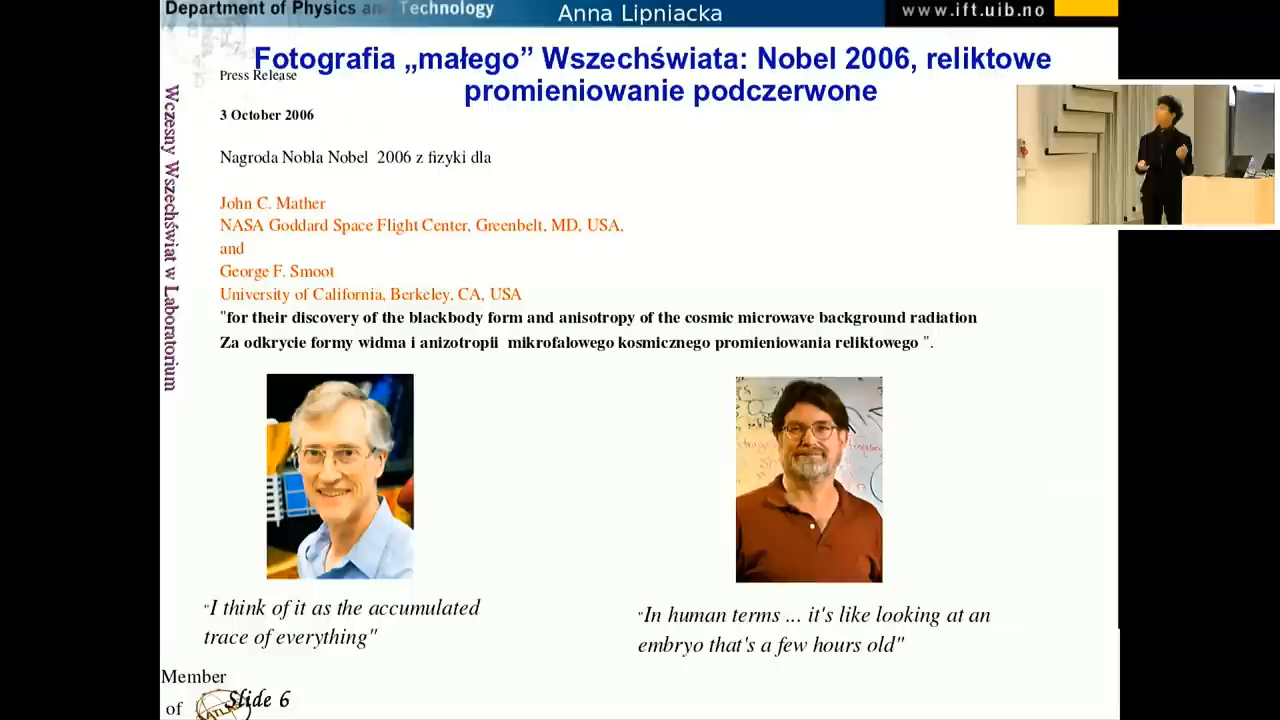 Department of Physics and Technology
Anna Lipniacka
www.ift.uib.no
Fotografia „małego” Wszechświata: Nobel 2006, reliktowe
promieniowanie podczerwone
Press Release
3 October 2006
Nagroda Nobla Nobel 2006 z fizyki dla
John C. Mather
NASA Goddard Space Flight Center, Greenbelt, MD, USA,
and
George F. Smoot
University of California, Berkeley, CA, USA
"for their discovery of the blackbody form and anisotropy of the cosmic microwave background radiation
Za odkrycie formy widma i anizotropii mikrofalowego kosmicznego promieniowania reliktowego ".
"I think of it as the accumulated
trace of everything"
"In human terms ... it's like looking at an
embryo that's a few hours old"
Wczesny Wszechświat w Laboratorium
Member
of
Slide 6